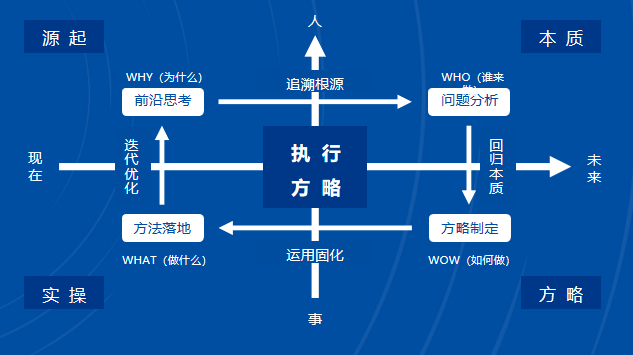 人
源起
本质
WHY（为什么）
追溯根源
WHO（谁来
做）
前沿思考
问题分析
执行
方略
现在
迭代优化
回归本质
未来
方法落地
方略制定
WHAT（做什么）
运用固化
WOW（如何做）
实操
方略
事